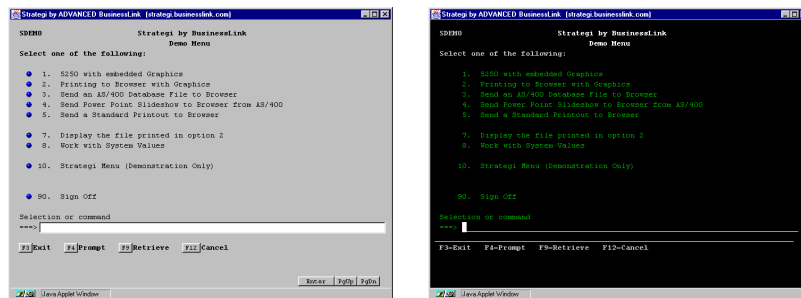 Strategi by ADVANCED BusinessLink [strategi.businesslink.com]
SDEMO Strategi by BusinessLink
Demo Menu
Select one of the following:
1. 5250 with embedded Graphics
2. Printing to Browser with Graphics
3. Send an AS/400 Database File to Browser
4. Send Power Point Slideshow to Browser from AS/400
5. Send a Standard Printout to Browser
7. Display the file printed in option 2
8. Work with System Values
10. Strategi Menu (Demonstration Only)
90. Sign Off
Selection or command
===>
F3 Exit F4 Prompt F9 Retrieve F12 Cancel
Enter PgUp PgDn
Java Applet Window
Strategi by ADVANCED BusinessLink [strategi.businesslink.com]
SDEMO Strategi by BusinessLink
Demo Menu
Select one of the following:
1. 5250 with embedded Graphics
2. Printing to Browser with Graphics
3. Send an AS/400 Database File to Browser
4. Send Power Point Slideshow to Browser from AS/400
5. Send a Standard Printout to Browser
7. Display the file printed in option 2
8. Work with System Values
10. Strategi Menu (Demonstration Only)
90. Sign Off
Selection or command
===>
F3=Exit F4=Prompt F9=Retrieve F12=Cancel
Java Applet Window